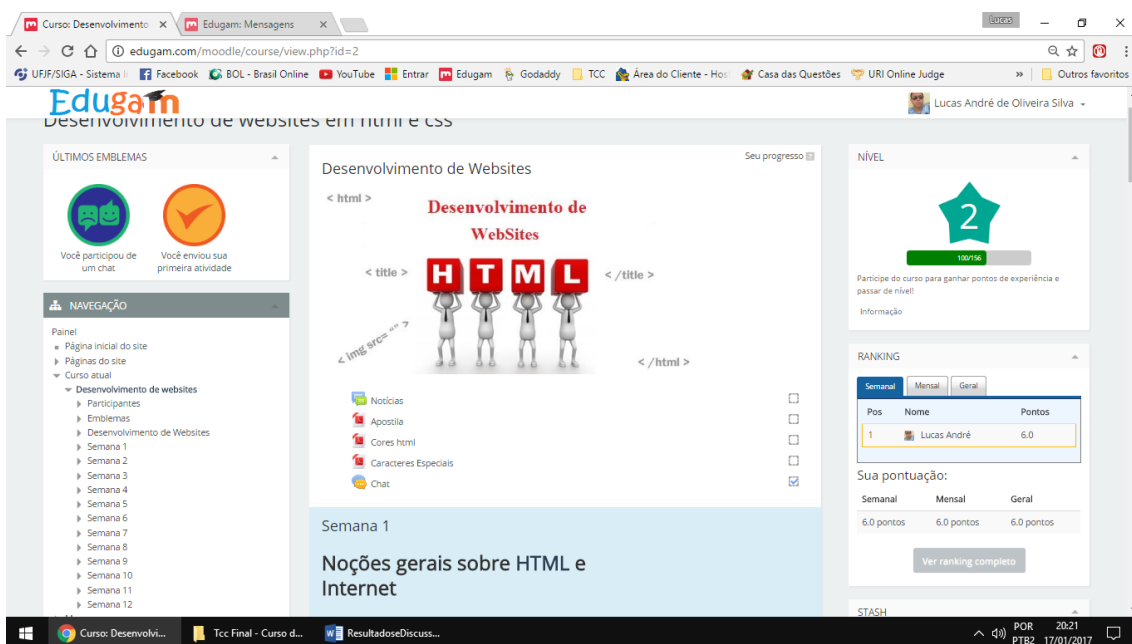 Curso: Desenvolvimento
Edugam: Mensagens
Lucas
edugam.com/moodle/course/view.php?id=2
UFJF/SIGA - Sistema I
Facebook
BOL - Brasil Online
YouTube
Entrar
Edugam
Godaddy
TCC
Área do Cliente - Hos
Casa das Questões
URI Online Judge
»
Outros favoritos
Edugam
Lucas André de Oliveira Silva
Desenvolvimento de websites em html e css
ÚLTIMOS EMBLEMAS
Você participou de
um chat
Você enviou sua
primeira atividade
NAVEGAÇÃO
Painel
Página inicial do site
Páginas do site
Curso atual
Desenvolvimento de websites
Participantes
Emblemas
Desenvolvimento de Websites
Semana 1
Semana 2
Semana 3
Semana 4
Semana 5
Semana 6
Semana 7
Semana 8
Semana 9
Semana 10
Semana 11
Semana 12
Seu progresso
Desenvolvimento de Websites
< html >
Desenvolvimento de
WebSites
< title >
HTML
< /title >
< img src= “” ?
< /html >
Notícias
Apostila
Cores html
Caracteres Especiais
Chat
Semana 1
Noções gerais sobre HTML e
Internet
NÍVEL
2
100/156
Participe do curso para ganhar pontos de experiência e
passar de nível!
Informação
RANKING
Semanal Mensal Geral
Pos Nome Pontos
1 Lucas André 6.0
Sua pontuação:
Semanal Mensal Geral
6.0 pontos 6.0 pontos 6.0 pontos
Ver ranking completo
STASH
Curso: Desenvolvi...
Tcc Final - Curso d...
ResultadoseDiscuss...
POR
PTB2
20:21
17/01/2017